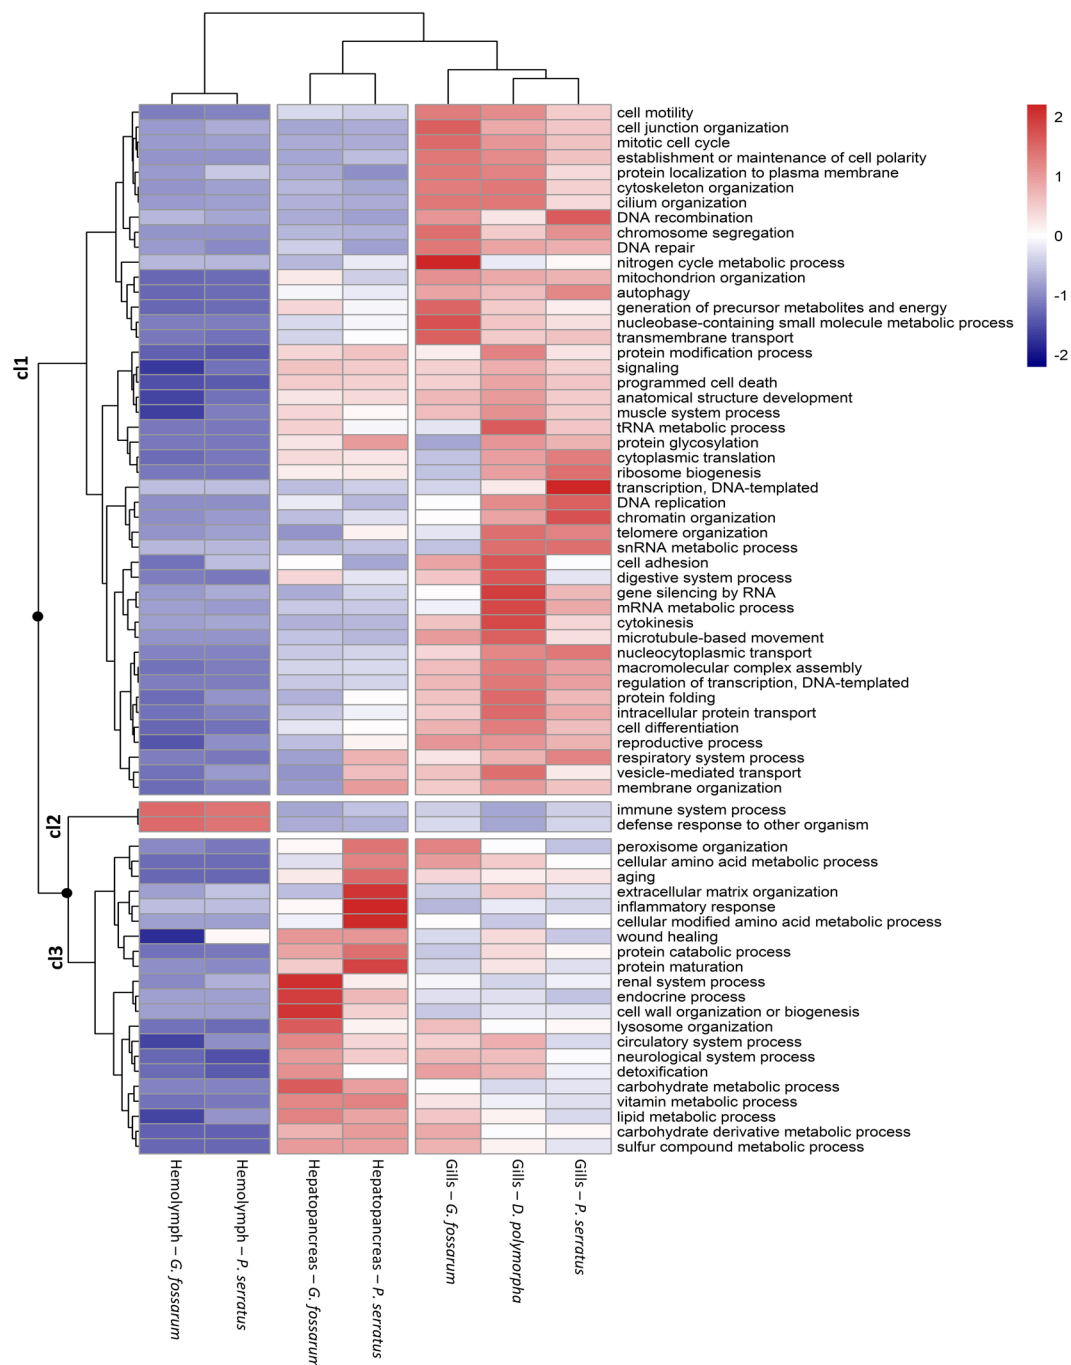 cell motility
cell junction organization
mitotic cell cycle
establishment or maintenance of cell polarity
protein localization to plasma membrane
cytoskeleton organization
cilium organization
DNA recombination
chromosome segregation
DNA repair
nitrogen cycle metabolic process
mitochondrion organization
autophagy
generation of precursor metabolites and energy
nucleobase-containing small molecule metabolic process
transmembrane transport
protein modification process
signaling
programmed cell death
anatomical structure development
muscle system process
tRNA metabolic process
protein glycosylation
cytoplasmic translation
ribosome biogenesis
transcription, DNA-templated
DNA replication
chromatin organization
telomere organization
snRNA metabolic process
cell adhesion
digestive system process
gene silencing by RNA
mRNA metabolic process
cytokinesis
microtubule-based movement
nucleocytoplasmic transport
macromolecular complex assembly
regulation of transcription, DNA-templated
protein folding
intracellular protein transport
cell differentiation
reproductive process
respiratory system process
vesicle-mediated transport
membrane organization
immune system process
defense response to other organism
peroxisome organization
cellular amino acid metabolic process
aging
extracellular matrix organization
inflammatory response
cellular modified amino acid metabolic process
wound healing
protein catabolic process
protein maturation
renal system process
endocrine process
cell wall organization or biogenesis
lysosome organization
circulatory system process
neurological system process
detoxification
carbohydrate metabolic process
vitamin metabolic process
lipid metabolic process
carbohydrate derivative metabolic process
sulfur compound metabolic process
2
1
0
-1
-2
cl1
cl2
cl3
Hemolymph – G. fossarum
Hemolymph – P. serratus
Hepatopancreas – G. fossarum
Hepatopancreas – P. serratus
Gills – G. fossarum
Gills – D. polymorpha
Gills – P. serratus